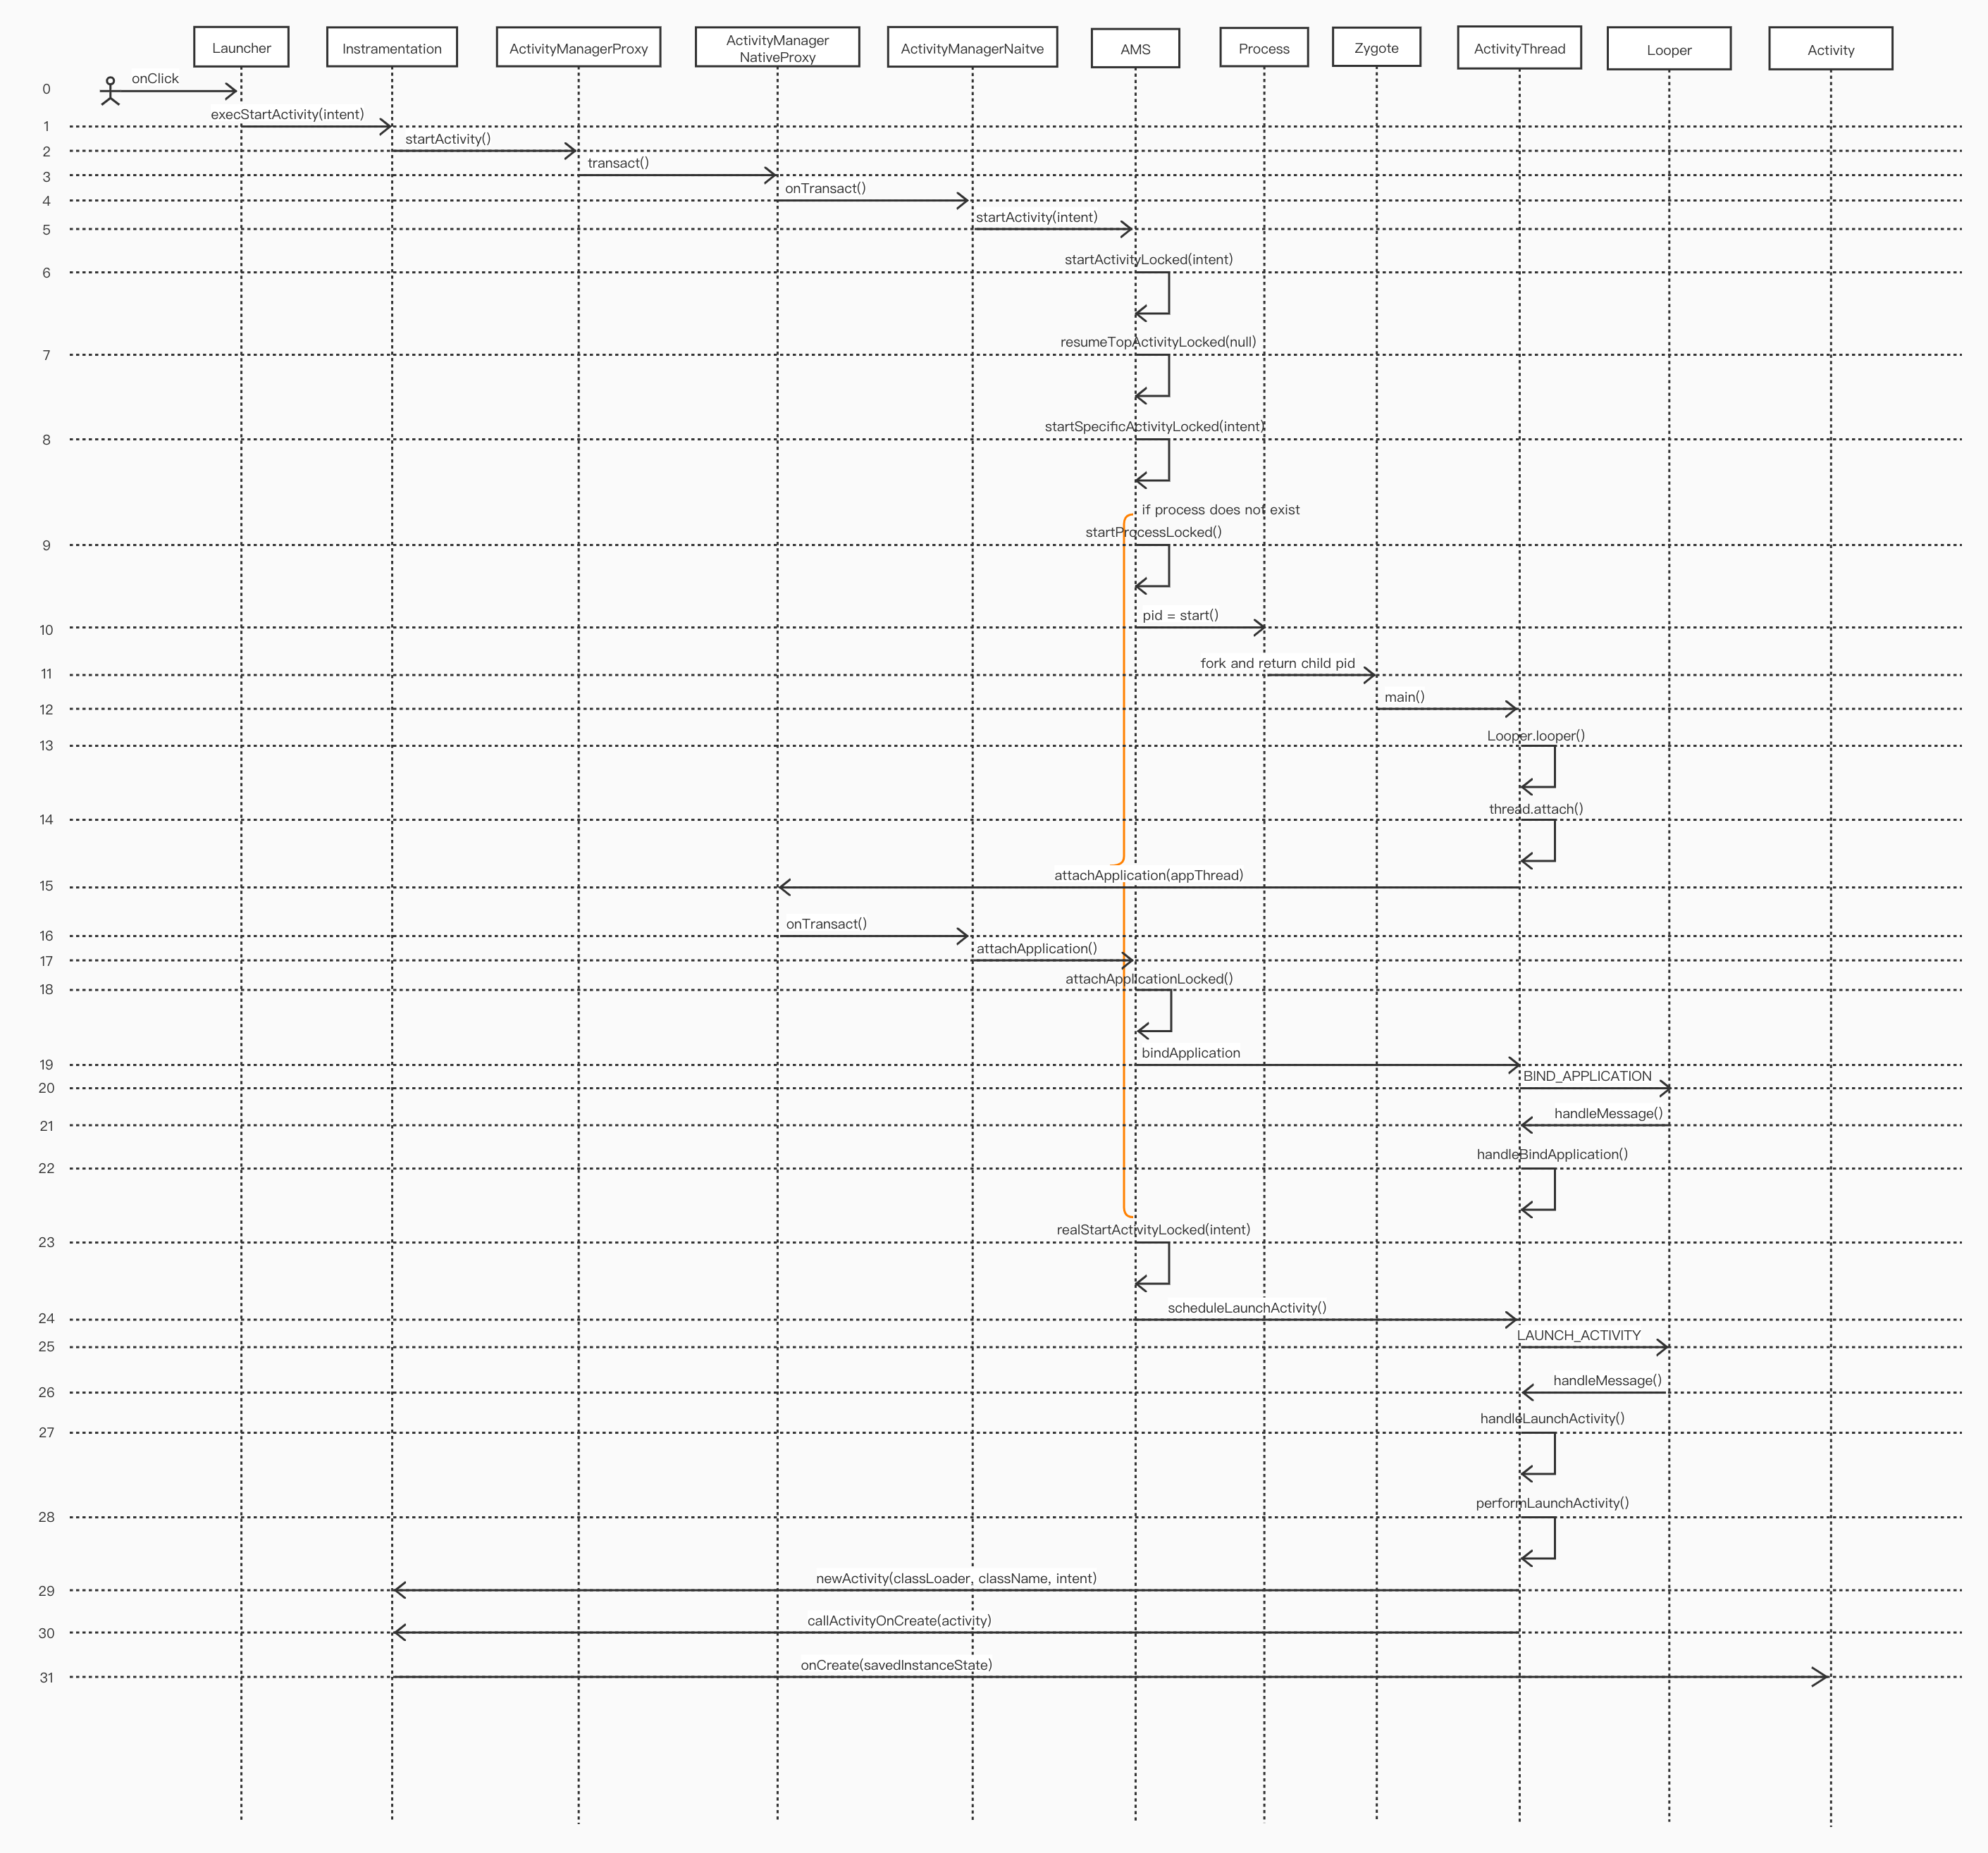 Launcher
Instramentation
ActivityManagerProxy
ActivityManager
NativeProxy
ActivityManagerNaitve
AMS
Process
Zygote
ActivityThread
Looper
Activity
0
onClick
1
execStartActivity(intent)
2
startActivity()
3
transact()
4
onTransact()
5
startActivity(intent)
6
startActivityLocked(intent)
7
resumeTopActivityLocked(null)
8
startSpecificActivityLocked(intent)
if process does not exist
9
startProcessLocked()
10
pid = start()
11
fork and return child pid
12
main()
13
Looper.looper()
14
thread.attach()
15
attachApplication(appThread)
16
onTransact()
17
attachApplication()
18
attachApplicationLocked()
19
bindApplication
20
BIND_APPLICATION
21
handleMessage()
22
handleBindApplication()
23
realStartActivityLocked(intent)
24
scheduleLaunchActivity()
25
LAUNCH_ACTIVITY
26
handleMessage()
27
handleLaunchActivity()
28
performLaunchActivity()
29
newActivity(classLoader, className, intent)
30
callActivityOnCreate(activity)
31
onCreate(savedInstanceState)